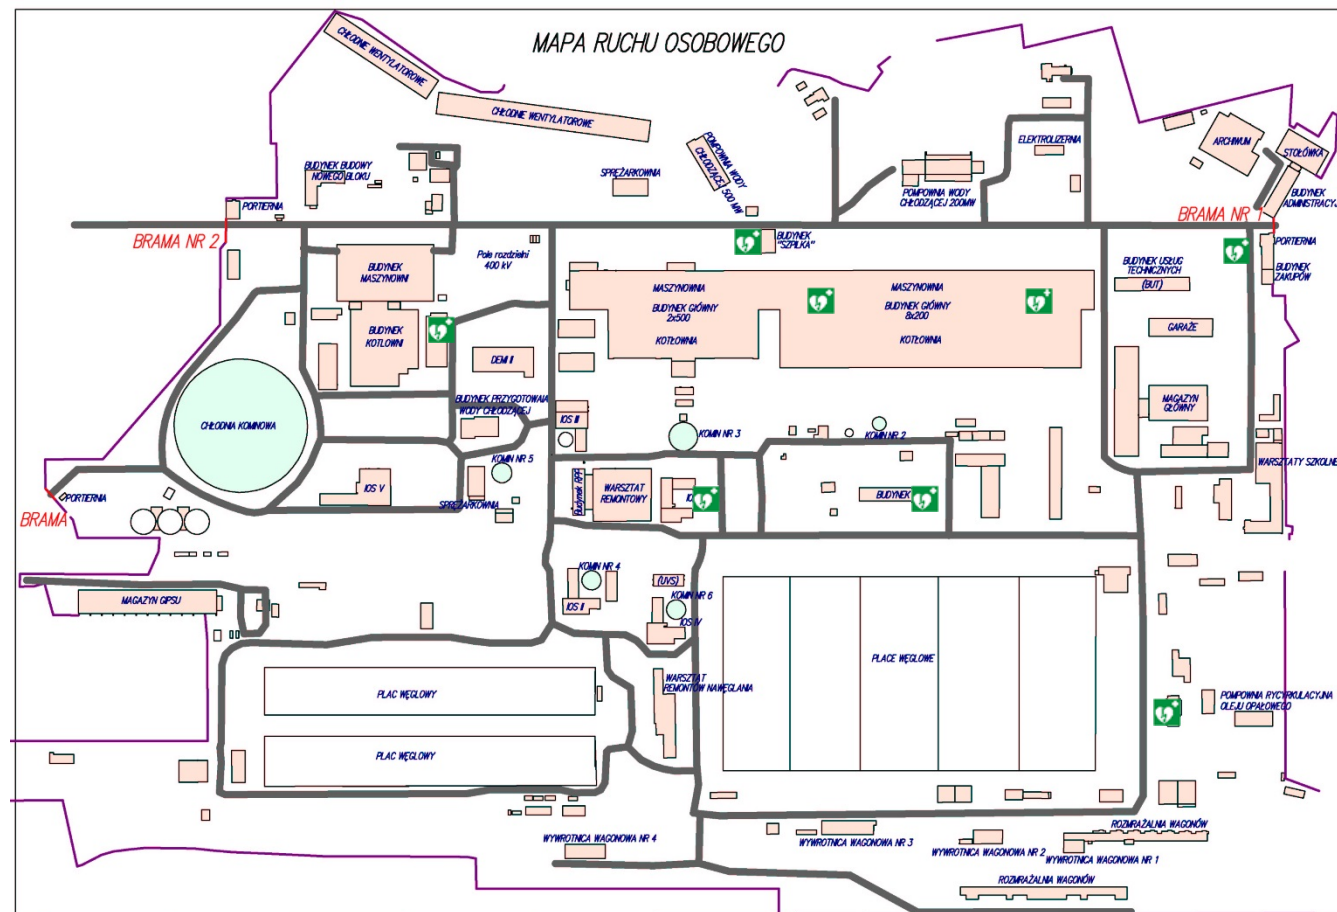 MAPA RUCHU OSOBOWEGO
CHŁODNIE WENTYLATOROWE
CHŁODNIE WENTYLATOROWE
BUDYNEK BUDOWY
NOWEGO BLOKU
PORTIERNIA
BRAMA NR 2
SPRĘŻARKOWNIA
POMPOWNIA WODY
CHŁODZĄCEJ 500 MW
POMPOWNIA WODY
CHŁODZĄCEJ 200MW
ELEKTROLIZERNIA
ARCHIWUM
STOŁÓWKA
BUDYNEK
ADMINISTRACYJ
BRAMA NR 1
PORTIERNIA
BUDYNEK
ZAKUPÓW
BUDYNEK
"SZPILKA"
Pole rozdzielni
400 kV
BUDYNEK
MASZYNOWNI
BUDYNEK
KOTŁOWNI
MASZYNOWNIA
BUDYNEK GŁÓWNY
2x500
KOTŁOWNIA
MASZYNOWNIA
BUDYNEK GŁÓWNY
8x200
KOTŁOWNIA
BUDYNEK USŁUG
TECHNICZNYCH
(BUT)
GARAŻE
MAGAZYN
GŁÓWNY
DEMI II
BUDYNEK PRZYGOTOWAIA
WODY CHŁODZĄCEJ
CHŁODNIA KOMINOWA
IOS III
KOMIN NR 3
KOMIN NR 2
KOMIN NR 5
IOS V
SPRĘŻARKOWNIA
Budynek RPP
WARSZTAT
REMONTOWY
BUDYNEK
WARSZTATY SZKOLNE
PORTIERNIA
BRAMA
MAGAZYN GIPSU
KOMIN NR 4
IOS II
(UVS)
KOMIN NR 6
IOS IV
PLACE WĘGLOWE
PLAC WĘGLOWY
PLAC WĘGLOWY
WARSZTAT
REMONTÓW NAWĘGLANIA
POMPOWNIA RYCYRKULACYJNA
OLEJU OPAŁOWEGO
WYWROTNICA WAGONOWA NR 4
WYWROTNICA WAGONOWA NR 3
WYWROTNICA WAGONOWA NR 2
ROZMRAŻALNIA WAGONÓW
WYWROTNICA WAGONOWA NR 1
ROZMRAŻALNIA WAGONÓW